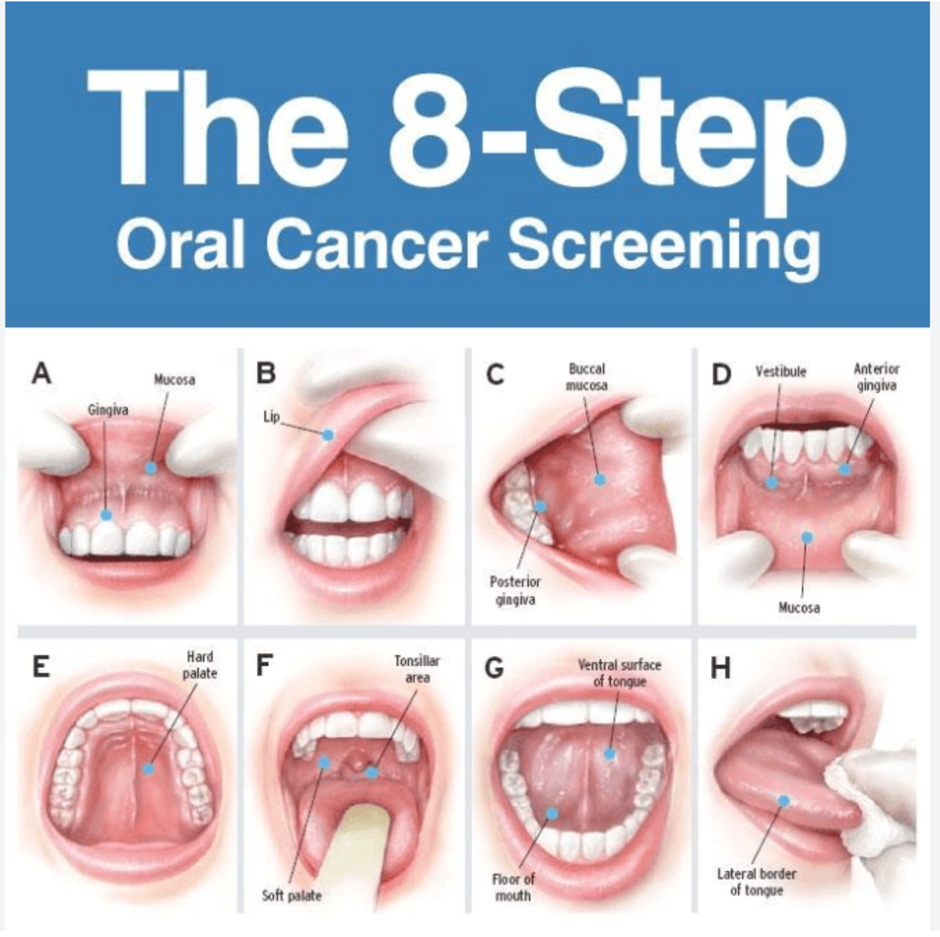 The 8-Step
Oral Cancer Screening
A
Mucosa
Gingiva
B
Lip
C
Buccal
mucosa
Posterior
gingiva
D
Vestibule
Anterior
gingiva
Mucosa
E
Hard
palate
F
Tonsillar
area
Soft palate
G
Ventral surface
of tongue
Floor of
mouth
H
Lateral border
of tongue